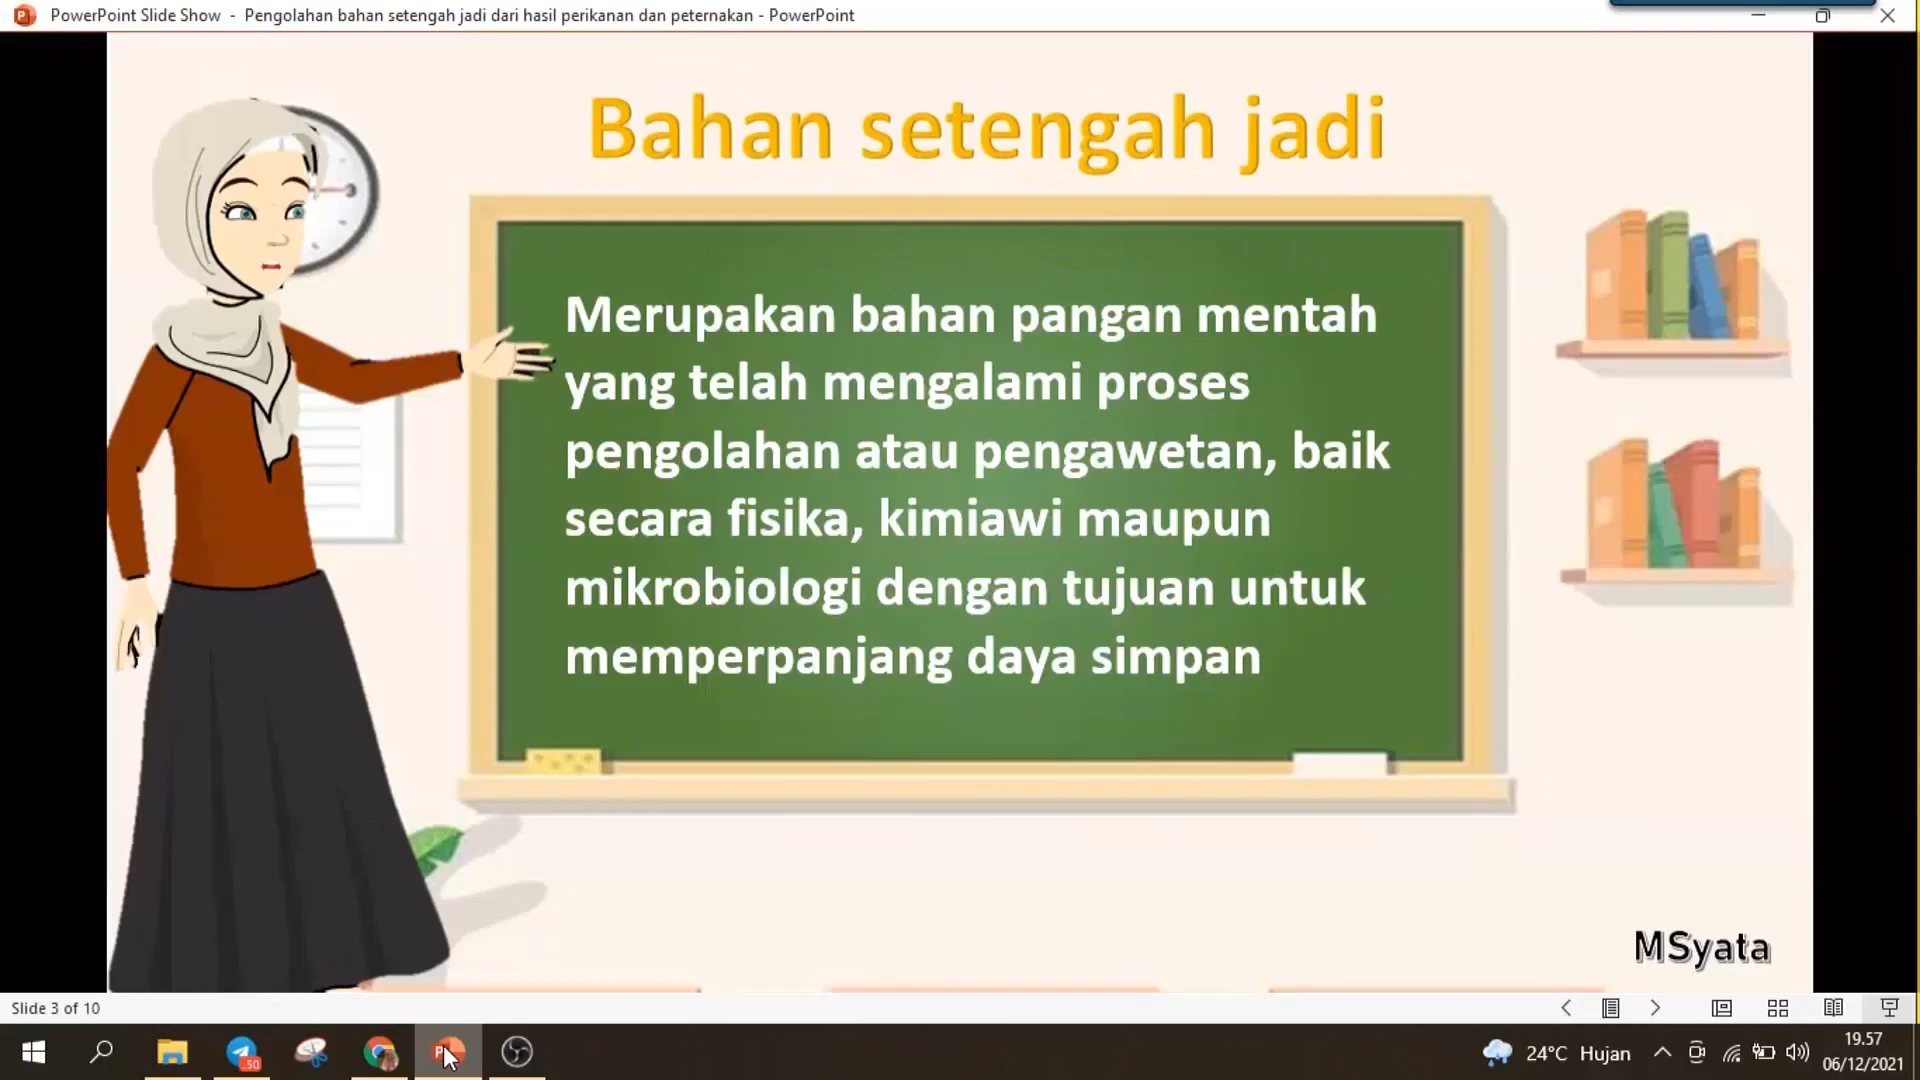 PowerPoint Slide Show - Pengolahan bahan setengah jadi dari hasil perikanan dan peternakan - PowerPoint
Bahan setengah jadi
Merupakan bahan pangan mentah
yang telah mengalami proses
pengolahan atau pengawetan, baik
secara fisika, kimiawi maupun
mikrobiologi dengan tujuan untuk
memperpanjang daya simpan
MSyata
Slide 3 of 10
50
24°C Hujan
19.57
06/12/2021